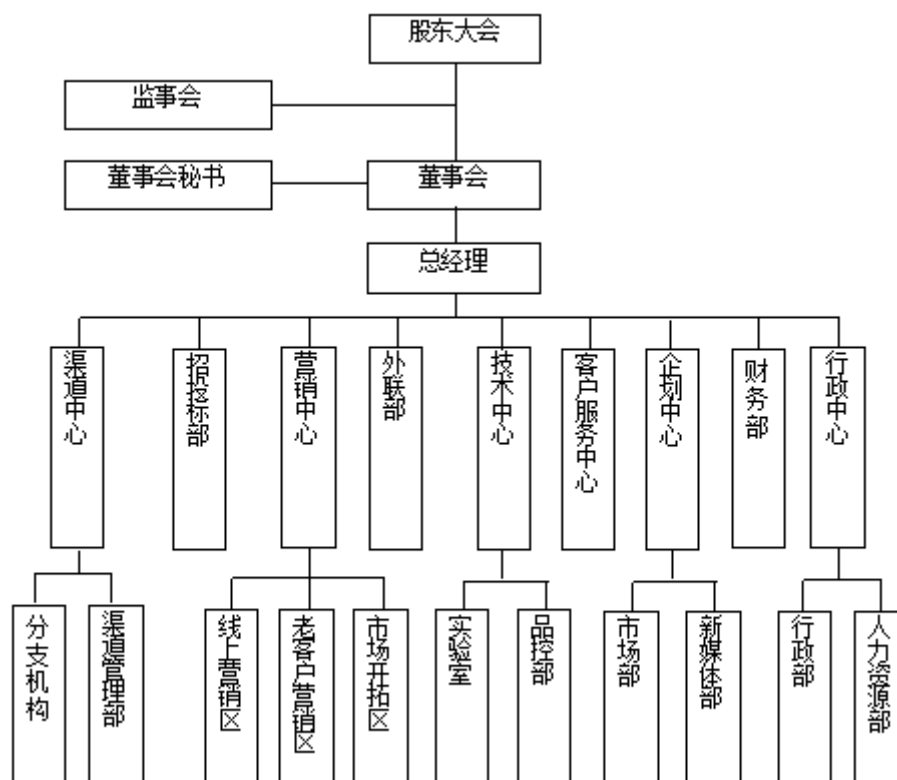 股东大会
监事会
董事会秘书
董事会
总经理
渠道中心
招投标部
营销中心
外联部
技术中心
客户服务中心
企划中心
财务部
行政中心
分支机构
渠道管理部
线上营销区
老客户营销区
市场开拓区
实验室
品控部
市场部
新媒体部
行政部
人力资源部